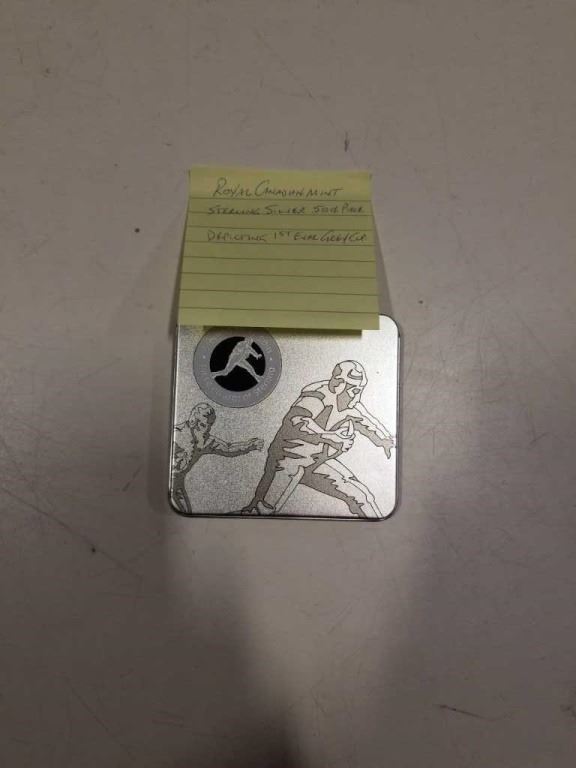 ROYAL CANADIAN MINT
STERLING SILVER 50¢ PIECE
DEPICTING 1ST EVER GREY CUP